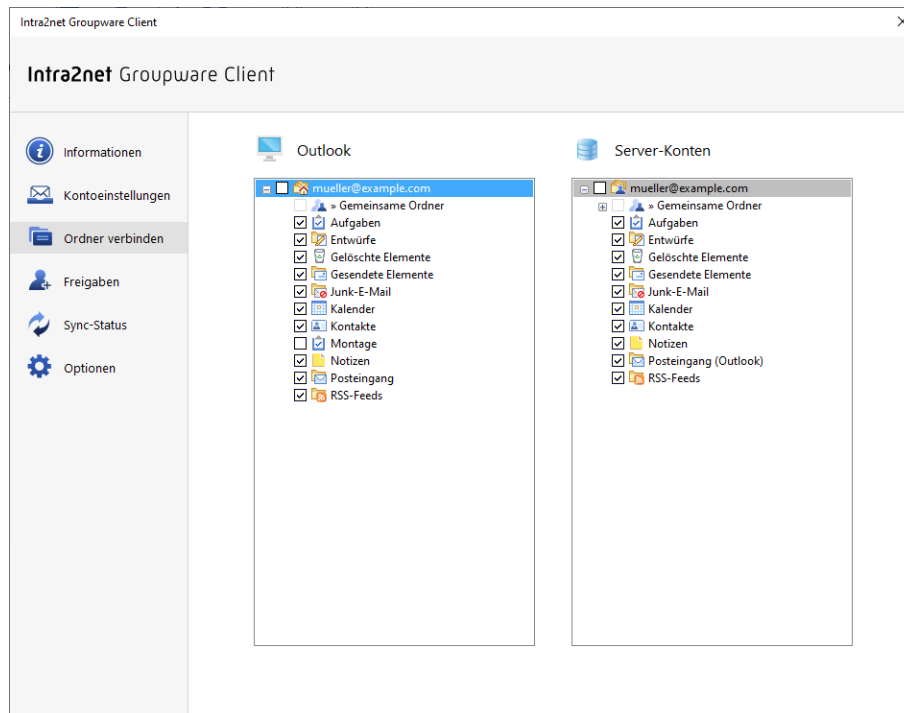 Intra2net Groupware Client
Intra2net Groupware Client
Informationen
Kontoeinstellungen
Ordner verbinden
Freigaben
Sync-Status
Optionen
Outlook
mueller@example.com
» Gemeinsame Ordner
Aufgaben
Entwürfe
Gelöschte Elemente
Gesendete Elemente
Junk-E-Mail
Kalender
Kontakte
Montage
Notizen
Posteingang
RSS-Feeds
Server-Konten
mueller@example.com
» Gemeinsame Ordner
Aufgaben
Entwürfe
Gelöschte Elemente
Gesendete Elemente
Junk-E-Mail
Kalender
Kontakte
Notizen
Posteingang (Outlook)
RSS-Feeds